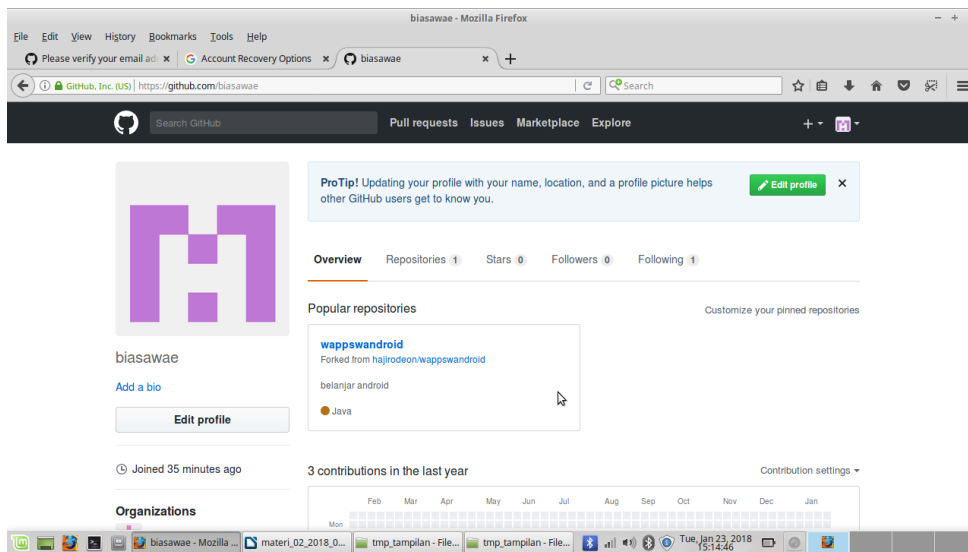 biasawae - Mozilla Firefox
File Edit View History Bookmarks Tools Help
Please verify your email ad
Account Recovery Options
biasawae
GitHub, Inc. (US) https://github.com/biasawae
Search
Search GitHub
Pull requests Issues Marketplace Explore
ProTip! Updating your profile with your name, location, and a profile picture helps
other GitHub users get to know you.
Edit profile
Overview Repositories 1 Stars 0 Followers 0 Following 1
Popular repositories
Customize your pinned repositories
wappswandroid
Forked from hajirodeon/wappswandroid
belanjar android
Java
biasawae
Add a bio
Edit profile
Joined 35 minutes ago
Organizations
3 contributions in the last year
Contribution settings
Feb Mar Apr May Jun Jul Aug Sep Oct Nov Dec Jan
Mon
biasawae - Mozilla ...
materi_02_2018_0...
tmp_tampilan - File...
tmp_tampilan - File...
Tue, Jan 23, 2018
15:14:46